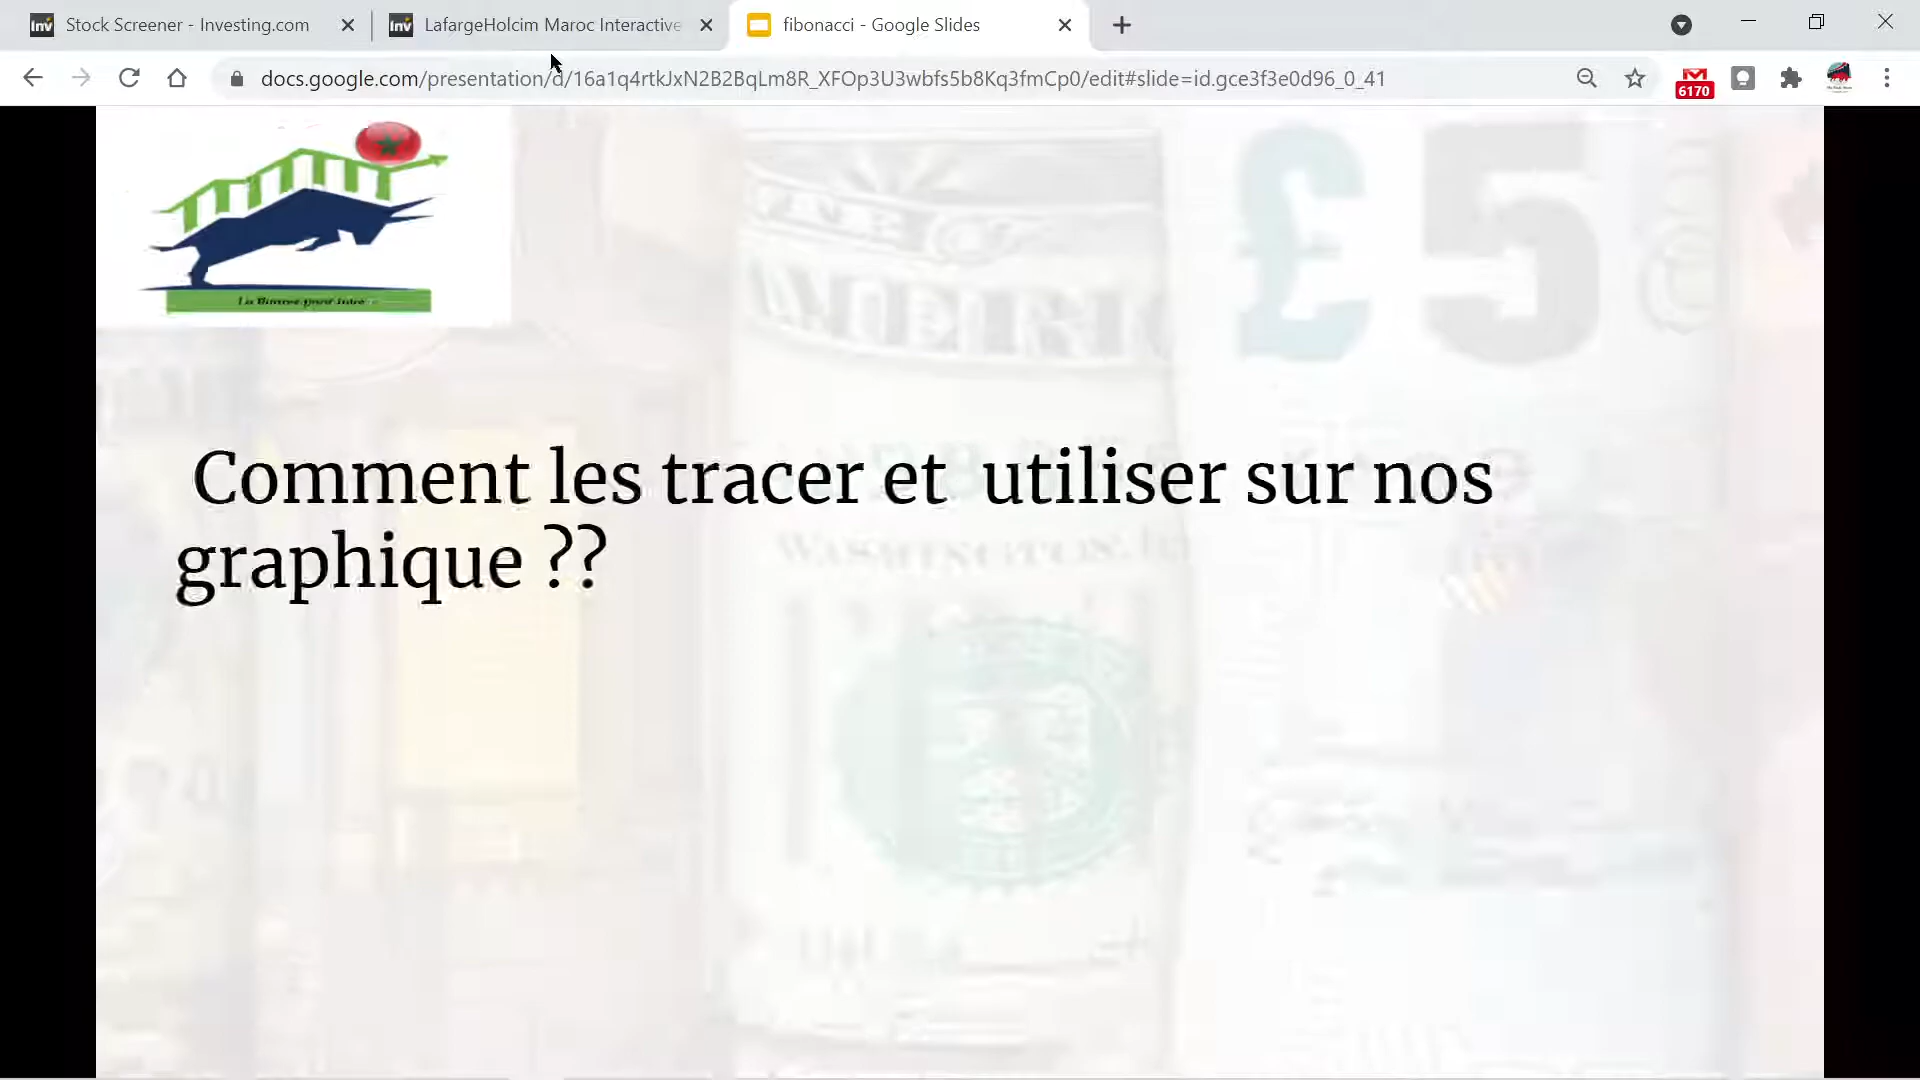 Stock Screener - Investing.com
LafargeHolcim Maroc Interactive
fibonacci - Google Slides
docs.google.com/presentation/d/16a1q4rtkJxN2B2BqLm8R_XFOp3U3wbfs5b8Kq3fmCp0/edit#slide=id.gce3f3e0d96_0_41
6170
£5
Comment les tracer et utiliser sur nos
graphique ??